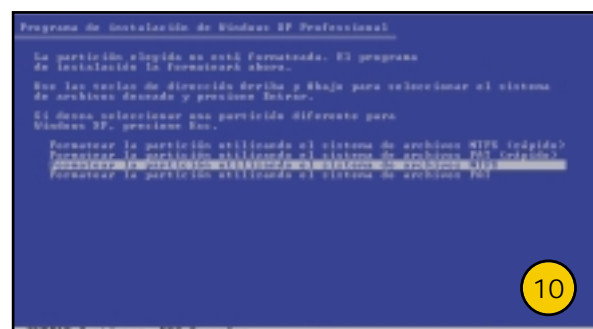 Programa de instalación de Windows XP Professional
La partición elegida no está formateada. El programa
de instalación la formateará ahora.
Use las teclas de dirección Arriba y Abajo para seleccionar el sistema
de archivos deseado y presione Entrar.
Si desea seleccionar una partición diferente para
Windows XP, presione Esc.
Formatear la partición utilizando el sistema de archivos NTFS (rápido)
Formatear la partición utilizando el sistema de archivos FAT (rápido)
Formatear la partición utilizando el sistema de archivos NTFS
Formatear la partición utilizando el sistema de archivos FAT
10